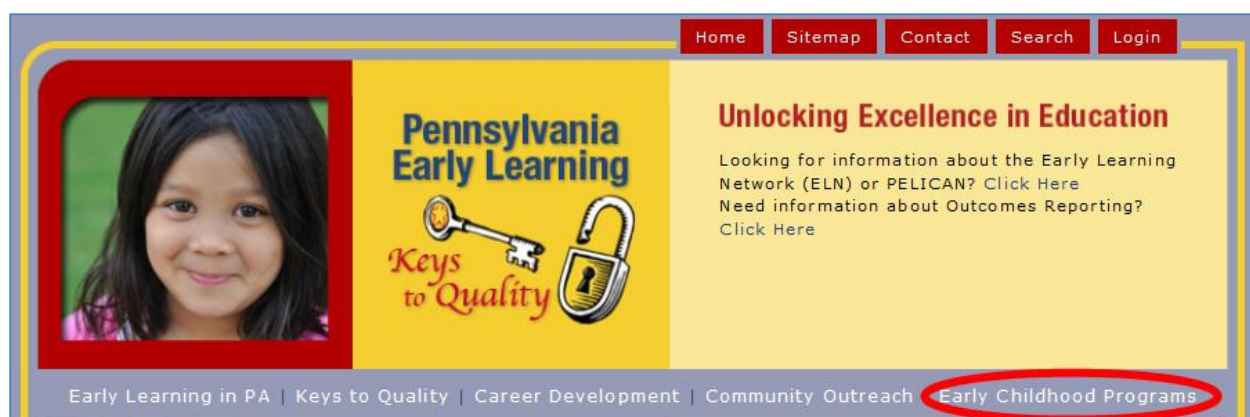 Home Sitemap Contact Search Login
Pennsylvania
Early Learning
Keys
to Quality
Unlocking Excellence in Education
Looking for information about the Early Learning
Network (ELN) or PELICAN? Click Here
Need information about Outcomes Reporting?
Click Here
Early Learning in PA | Keys to Quality | Career Development | Community Outreach Early Childhood Programs